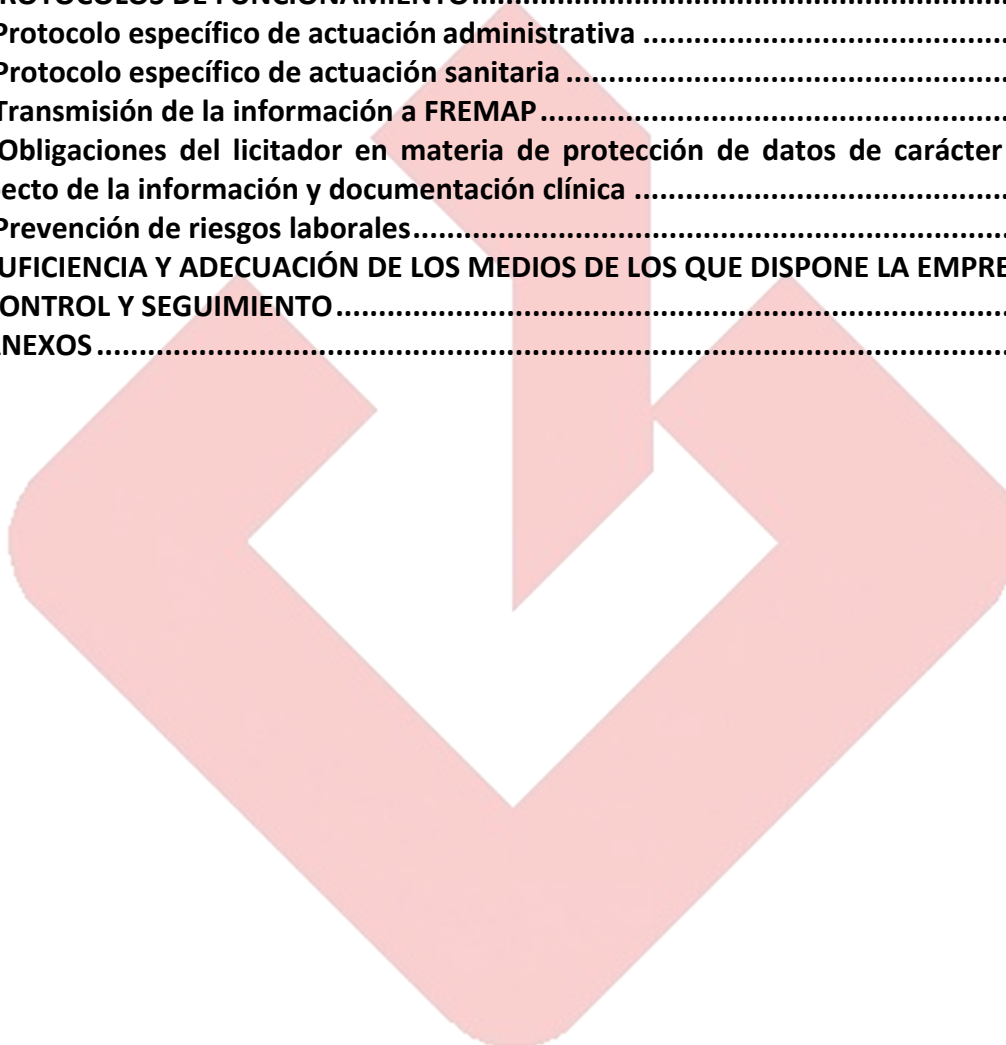 ROTOCOLOS DE FUNCIONAMIENTO
Protocolo específico de actuación administrativa
Protocolo específico de actuación sanitaria
Transmisión de la información a FREMAP
Obligaciones del licitador en materia de protección de datos de carácter
ecto de la información y documentación clínica
Prevención de riesgos laborales
UFICIENCIA Y ADECUACIÓN DE LOS MEDIOS DE LOS QUE DISPONE LA EMPRE
ONTROL Y SEGUIMIENTO
NEXOS